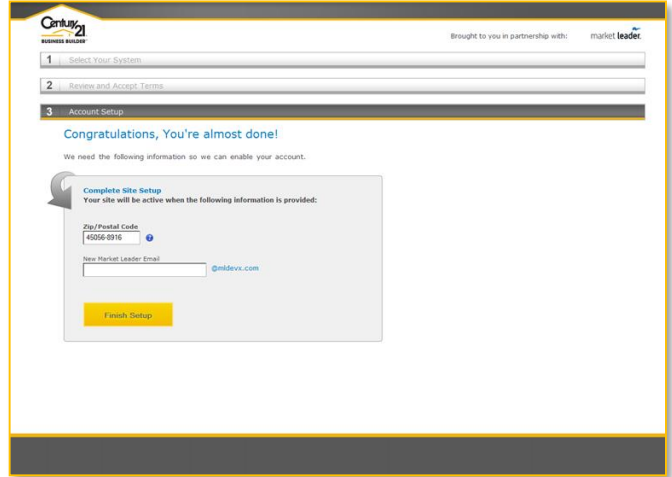 Century 21
BUSINESS BUILDER
Brought to you in partnership with:
market leader.
1 Select Your System
2 Review and Accept Terms
3 Account Setup
Congratulations, You're almost done!
We need the following information so we can enable your account.
Complete Site Setup
Your site will be active when the following information is provided:
Zip/Postal Code
45056-8916
?
New Market Leader Email
@mldevx.com
Finish Setup